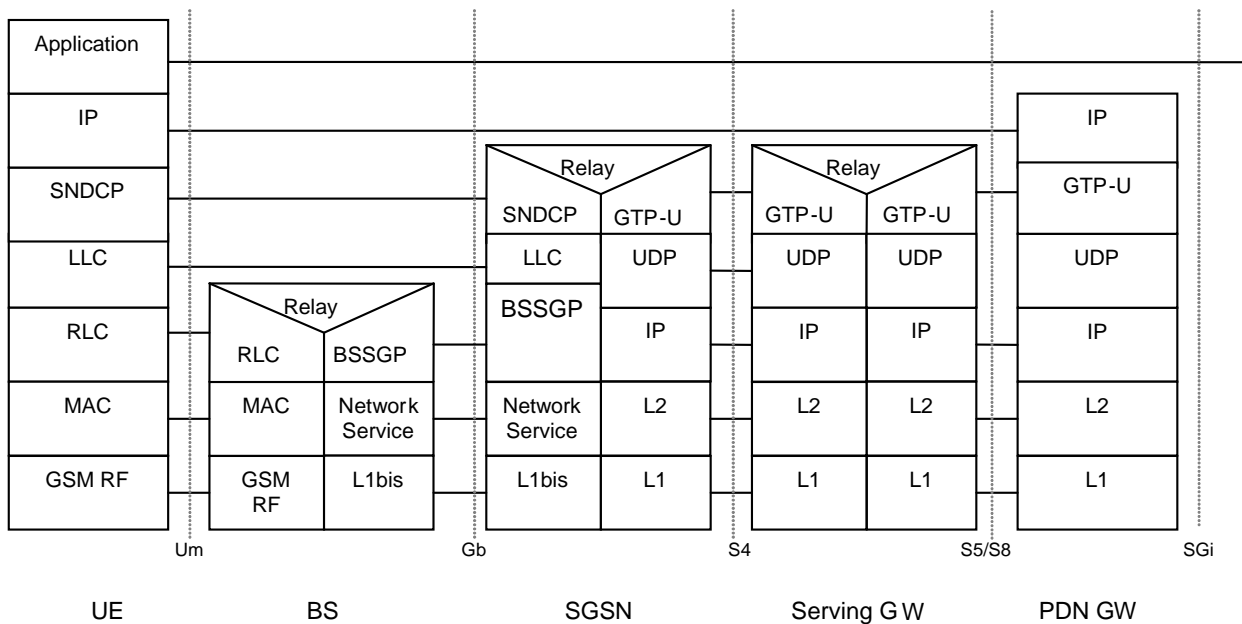 Application
IP
IP
Relay
Relay
SNDCP
GTP-U
SNDCP
GTP-U
GTP-U
GTP-U
LLC
LLC
UDP
UDP
UDP
UDP
Relay
BSSGP
RLC
IP
IP
IP
IP
RLC
BSSGP
MAC
MAC
Network
Service
Network
Service
L2
L2
L2
L2
GSM RF
GSM
RF
L1bis
L1bis
L1
L1
L1
L1
Um
Gb
S4
S5/S8
SGi
UE
BS
SGSN
Serving GW
PDN GW